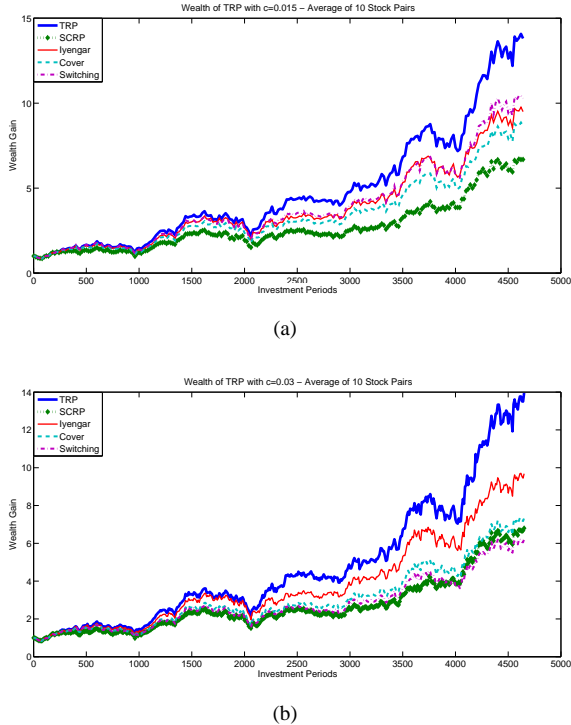 Wealth of TRP with c=0.015 – Average of 10 Stock Pairs
15
10
5
0
Wealth Gain
TRP
SCRP
Iyengar
Cover
Switching
0 500 1000 1500 2000 2500 3000 3500 4000 4500 5000
Investment Periods
(a)
Wealth of TRP with c=0.03 – Average of 10 Stock Pairs
14
12
10
8
6
4
2
0
Wealth Gain
TRP
SCRP
Iyengar
Cover
Switching
0 500 1000 1500 2000 2500 3000 3500 4000 4500 5000
Investment Periods
(b)